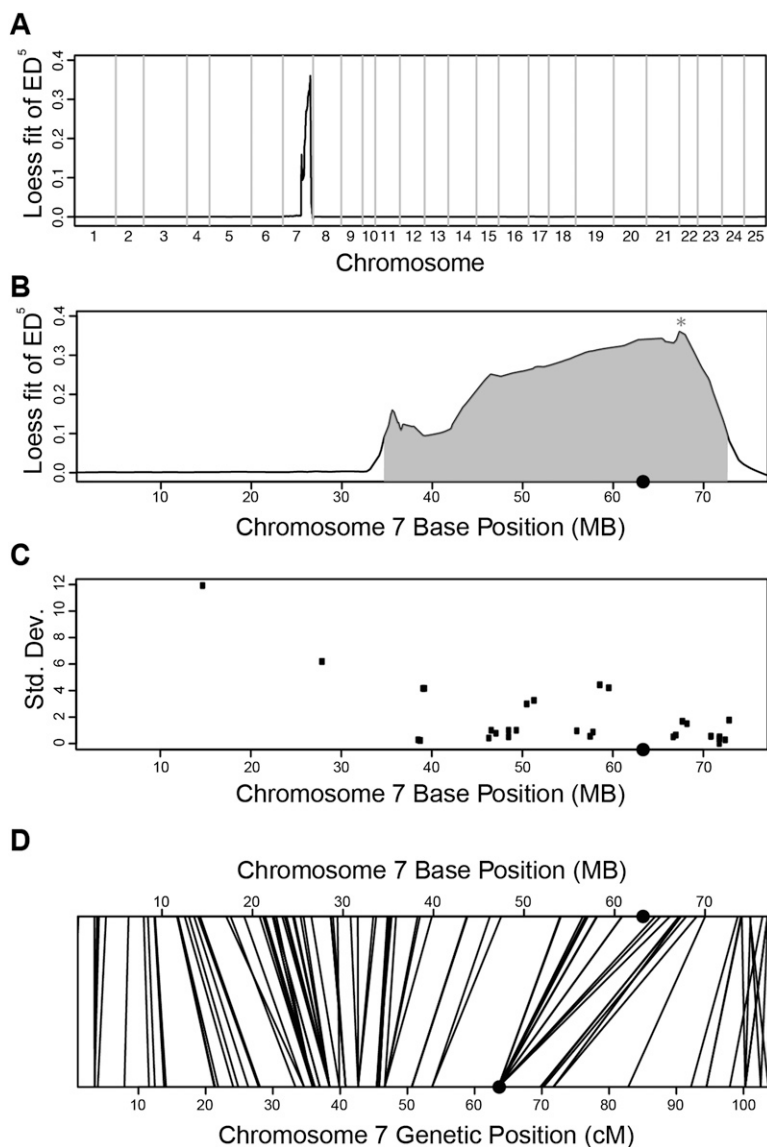 A
Loess fit of ED⁵
0.0 0.1 0.2 0.3 0.4
1 2 3 4 5 6 7 8 9 10 11 12 13 14 15 16 17 18 19 20 21 22 23 24 25
Chromosome
B
Loess fit of ED⁵
0.0 0.1 0.2 0.3 0.4
*
10 20 30 40 50 60 70
Chromosome 7 Base Position (MB)
C
Std. Dev.
0 2 4 6 8 10 12
10 20 30 40 50 60 70
Chromosome 7 Base Position (MB)
D
Chromosome 7 Base Position (MB)
10 20 30 40 50 60 70
10 20 30 40 50 60 70 80 90 100
Chromosome 7 Genetic Position (cM)